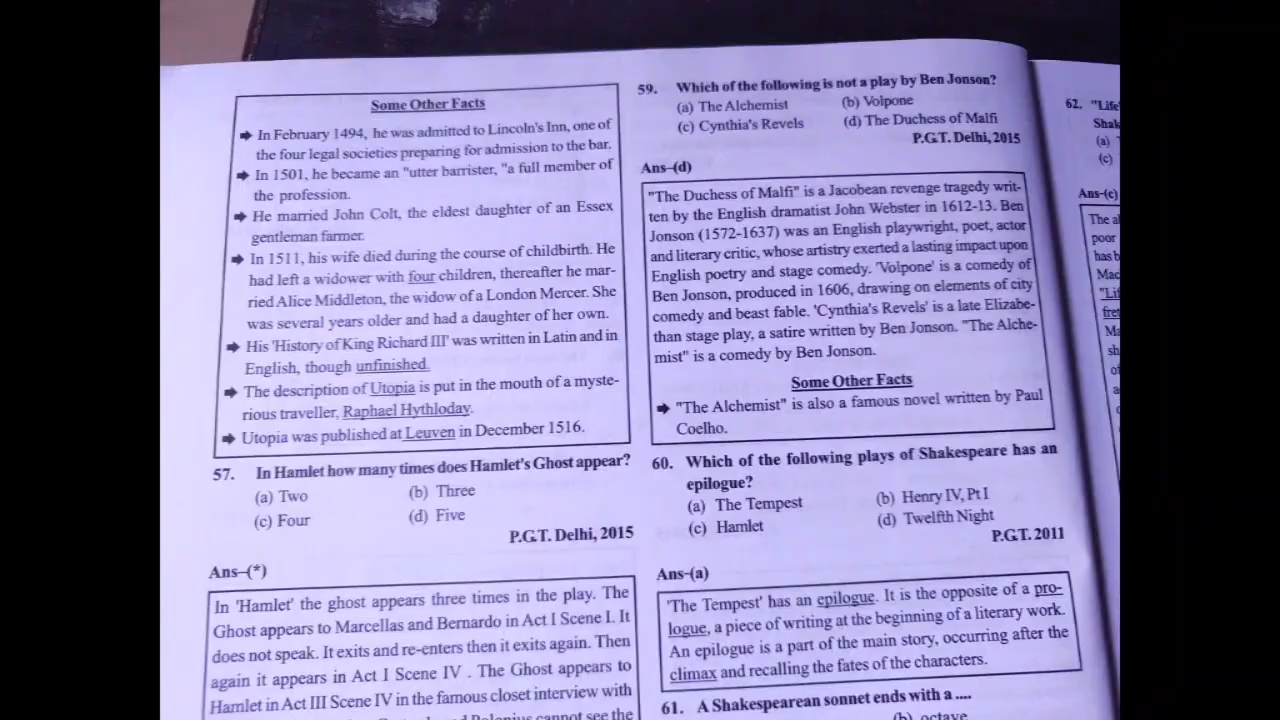 Some Other Facts
➡ In February 1494, he was admitted to Lincoln's Inn, one of
the four legal societies preparing for admission to the bar.
➡ In 1501, he became an "utter barrister, "a full member of
the profession.
➡ He married John Colt, the eldest daughter of an Essex
gentleman farmer.
➡ In 1511, his wife died during the course of childbirth. He
had left a widower with four children, thereafter he mar-
ried Alice Middleton, the widow of a London Mercer. She
was several years older and had a daughter of her own.
➡ His 'History of King Richard III' was written in Latin and in
English, though unfinished.
➡ The description of Utopia is put in the mouth of a myste-
rious traveller, Raphael Hythloday.
➡ Utopia was published at Leuven in December 1516.
57. In Hamlet how many times does Hamlet's Ghost appear?
(a) Two (b) Three
(c) Four (d) Five
P.G.T. Delhi, 2015
Ans–(*)
In 'Hamlet' the ghost appears three times in the play. The
Ghost appears to Marcellas and Bernardo in Act I Scene I. It
does not speak. It exits and re-enters then it exits again. Then
again it appears in Act I Scene IV . The Ghost appears to
Hamlet in Act III Scene IV in the famous closet interview with
cannot see the
59. Which of the following is not a play by Ben Jonson?
(a) The Alchemist (b) Volpone
(c) Cynthia's Revels (d) The Duchess of Malfi
P.G.T. Delhi, 2015
Ans–(d)
"The Duchess of Malfi" is a Jacobean revenge tragedy writ-
ten by the English dramatist John Webster in 1612-13. Ben
Jonson (1572-1637) was an English playwright, poet, actor
and literary critic, whose artistry exerted a lasting impact upon
English poetry and stage comedy. 'Volpone' is a comedy of
Ben Jonson, produced in 1606, drawing on elements of city
comedy and beast fable. 'Cynthia's Revels' is a late Elizabe-
than stage play, a satire written by Ben Jonson. "The Alche-
mist" is a comedy by Ben Jonson.
Some Other Facts
➡ "The Alchemist" is also a famous novel written by Paul
Coelho.
60. Which of the following plays of Shakespeare has an
epilogue?
(a) The Tempest (b) Henry IV, Pt I
(c) Hamlet (d) Twelfth Night
P.G.T. 2011
Ans–(a)
'The Tempest' has an epilogue. It is the opposite of a pro-
logue, a piece of writing at the beginning of a literary work.
An epilogue is a part of the main story, occurring after the
climax and recalling the fates of the characters.
61. A Shakespearean sonnet ends with a ....
(b) octave
62. "Life
Shak
(a)
(c)
Ans–(c)
The a
poor
has b
Mac
"Lif
fret
Ma
sh
of